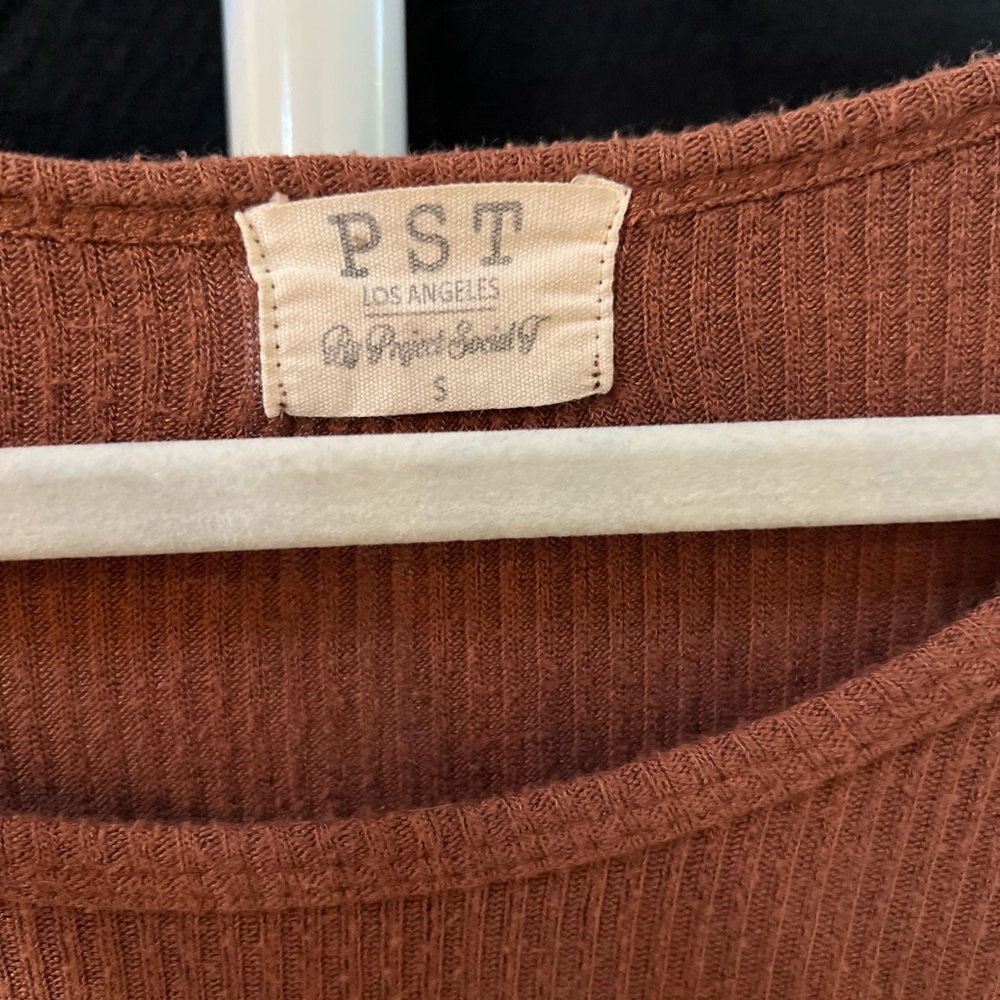 PST
LOS ANGELES
By Project Social T
S